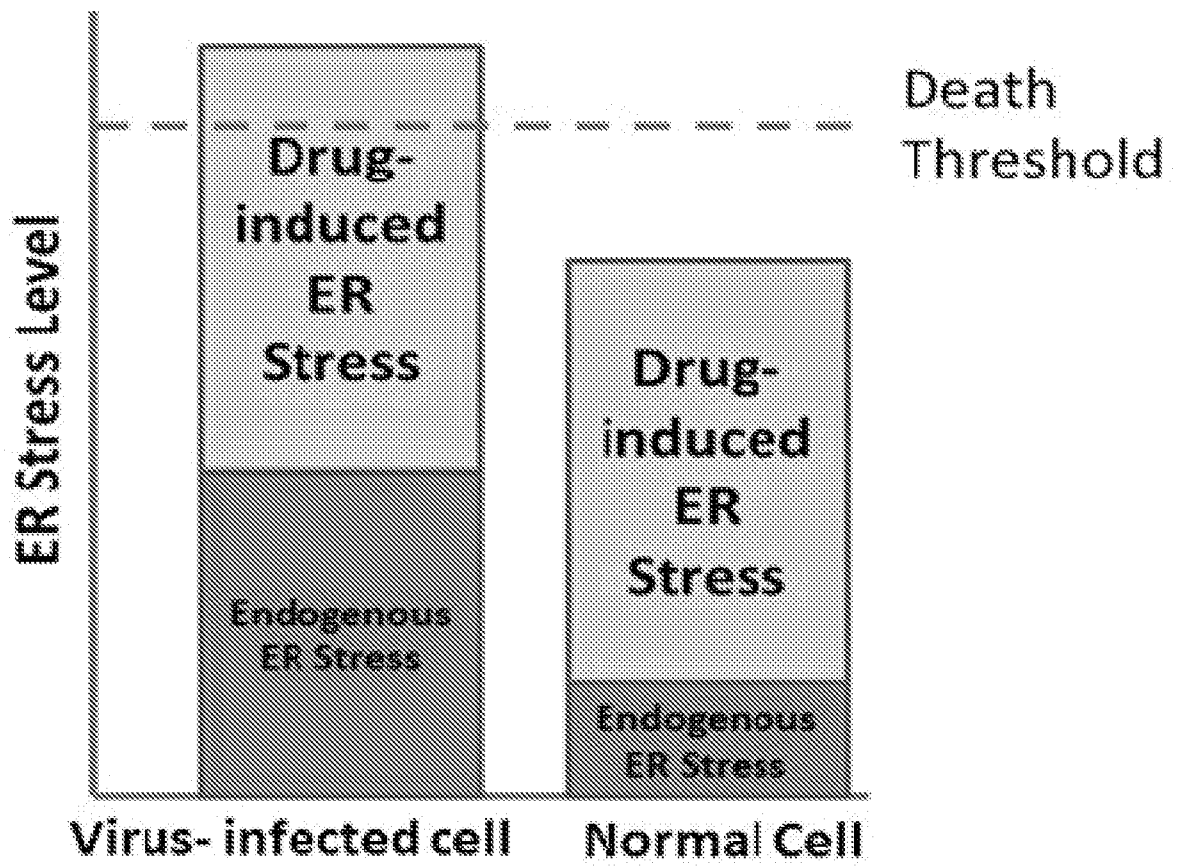 Death
Threshold
ER Stress Level
Drug-
induced
ER
Stress
Endogenous
ER Stress
Drug-
induced
ER
Stress
Endogenous
ER Stress
Virus- infected cell
Normal Cell